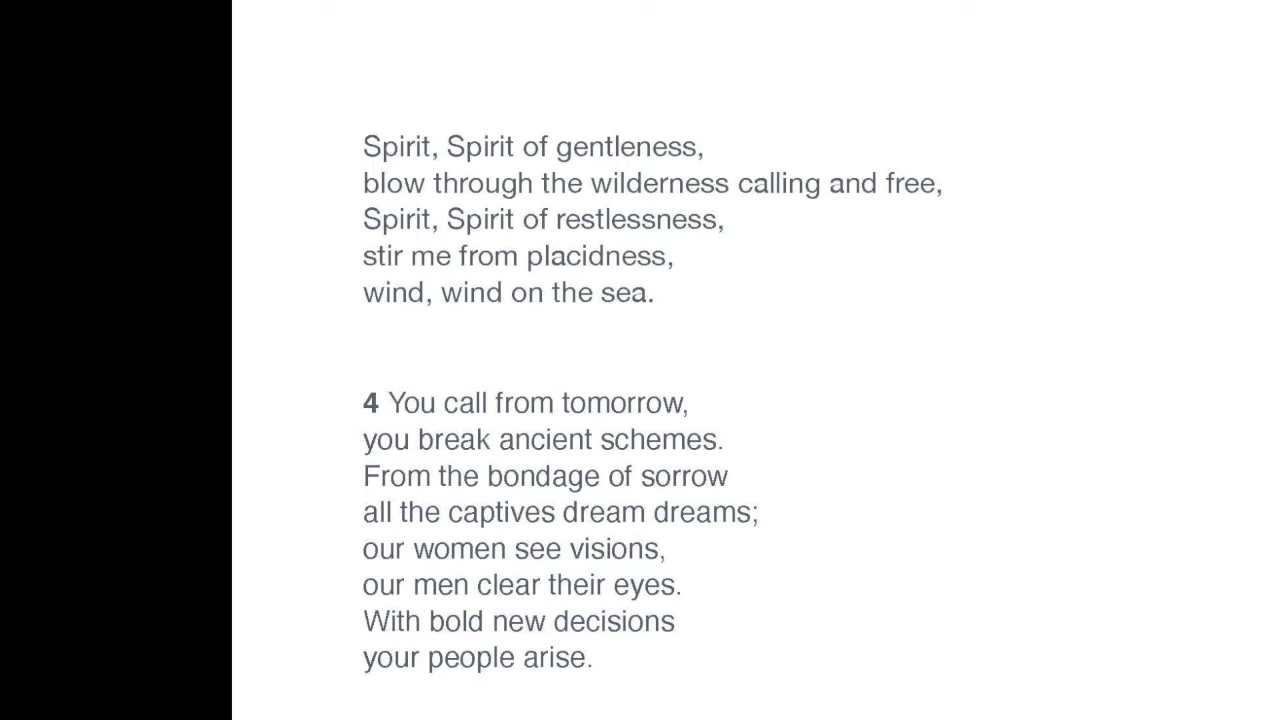 Spirit, Spirit of gentleness,
blow through the wilderness calling and free,
Spirit, Spirit of restlessness,
stir me from placidness,
wind, wind on the sea.
4 You call from tomorrow,
you break ancient schemes.
From the bondage of sorrow
all the captives dream dreams;
our women see visions,
our men clear their eyes.
With bold new decisions
your people arise.